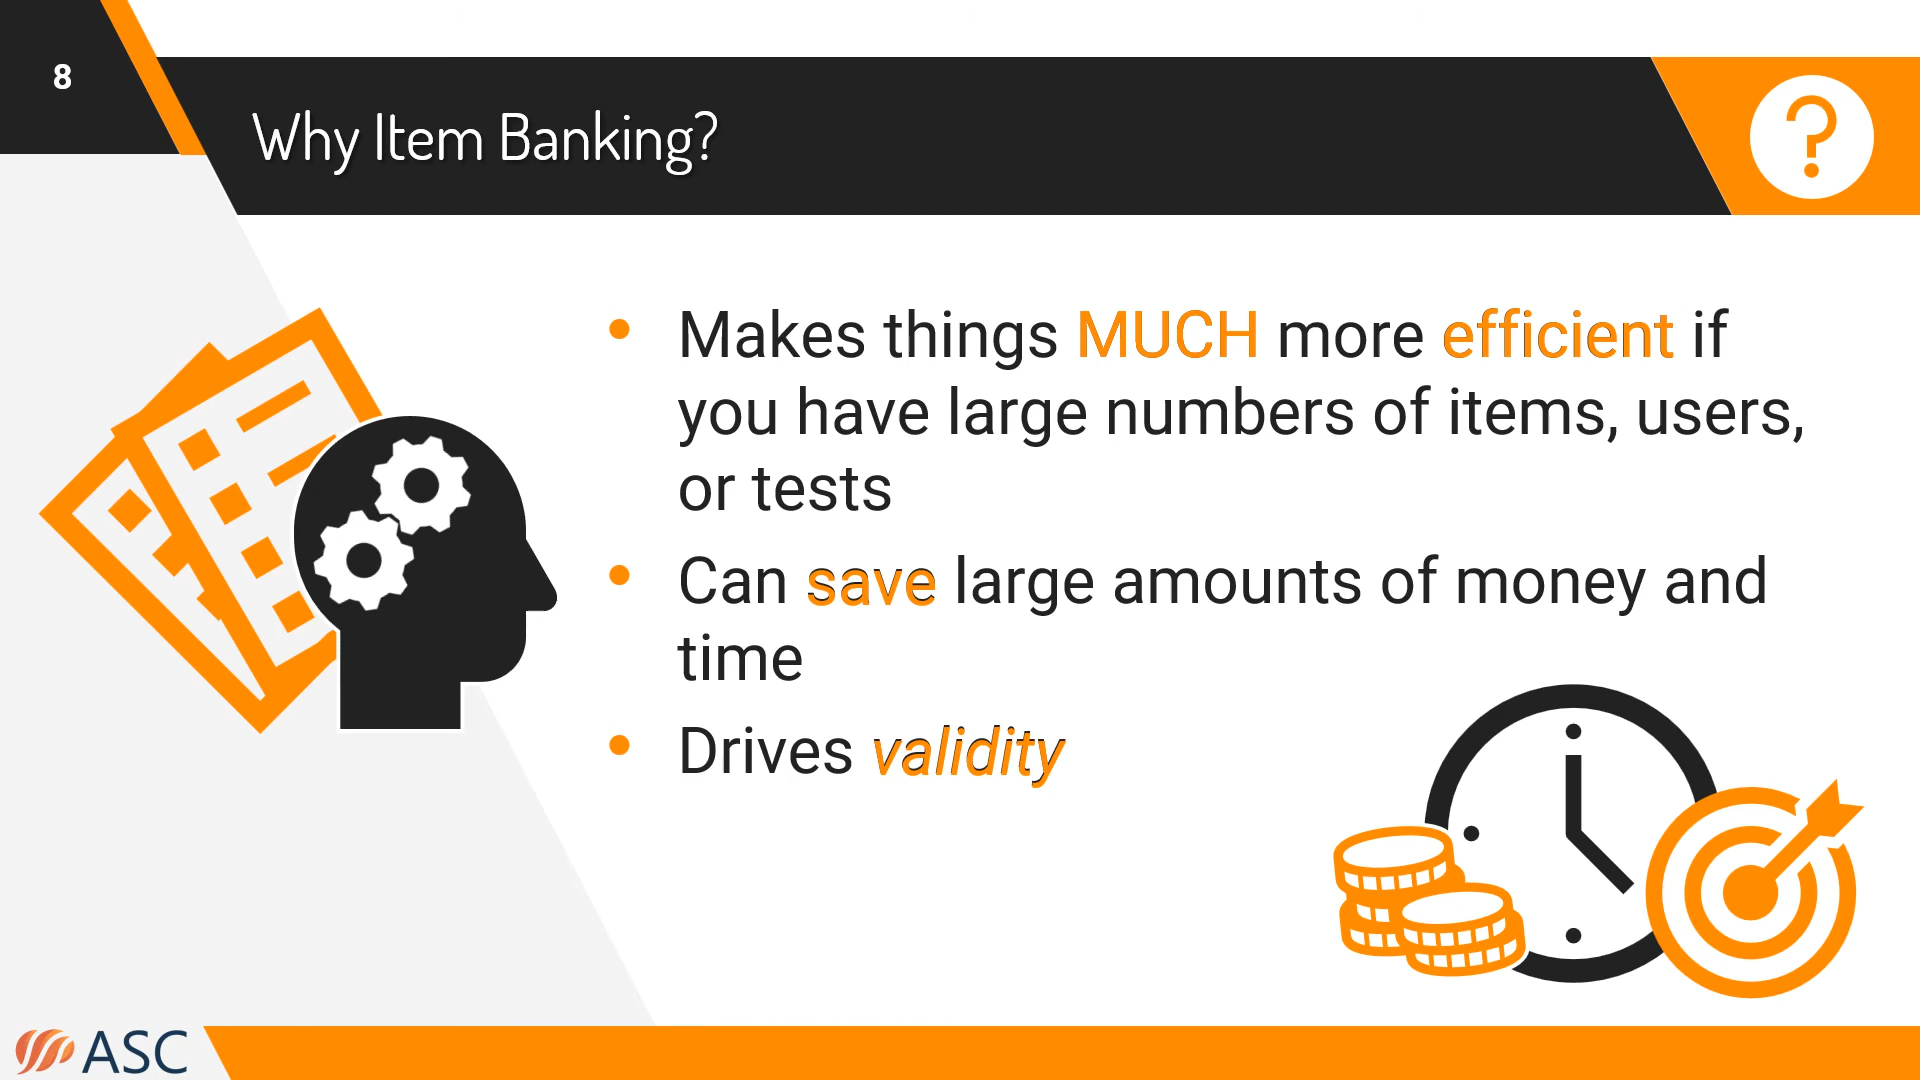 8
Why Item Banking?
?
• Makes things MUCH more efficient if
you have large numbers of items, users,
or tests
• Can save large amounts of money and
time
• Drives validity
ASC